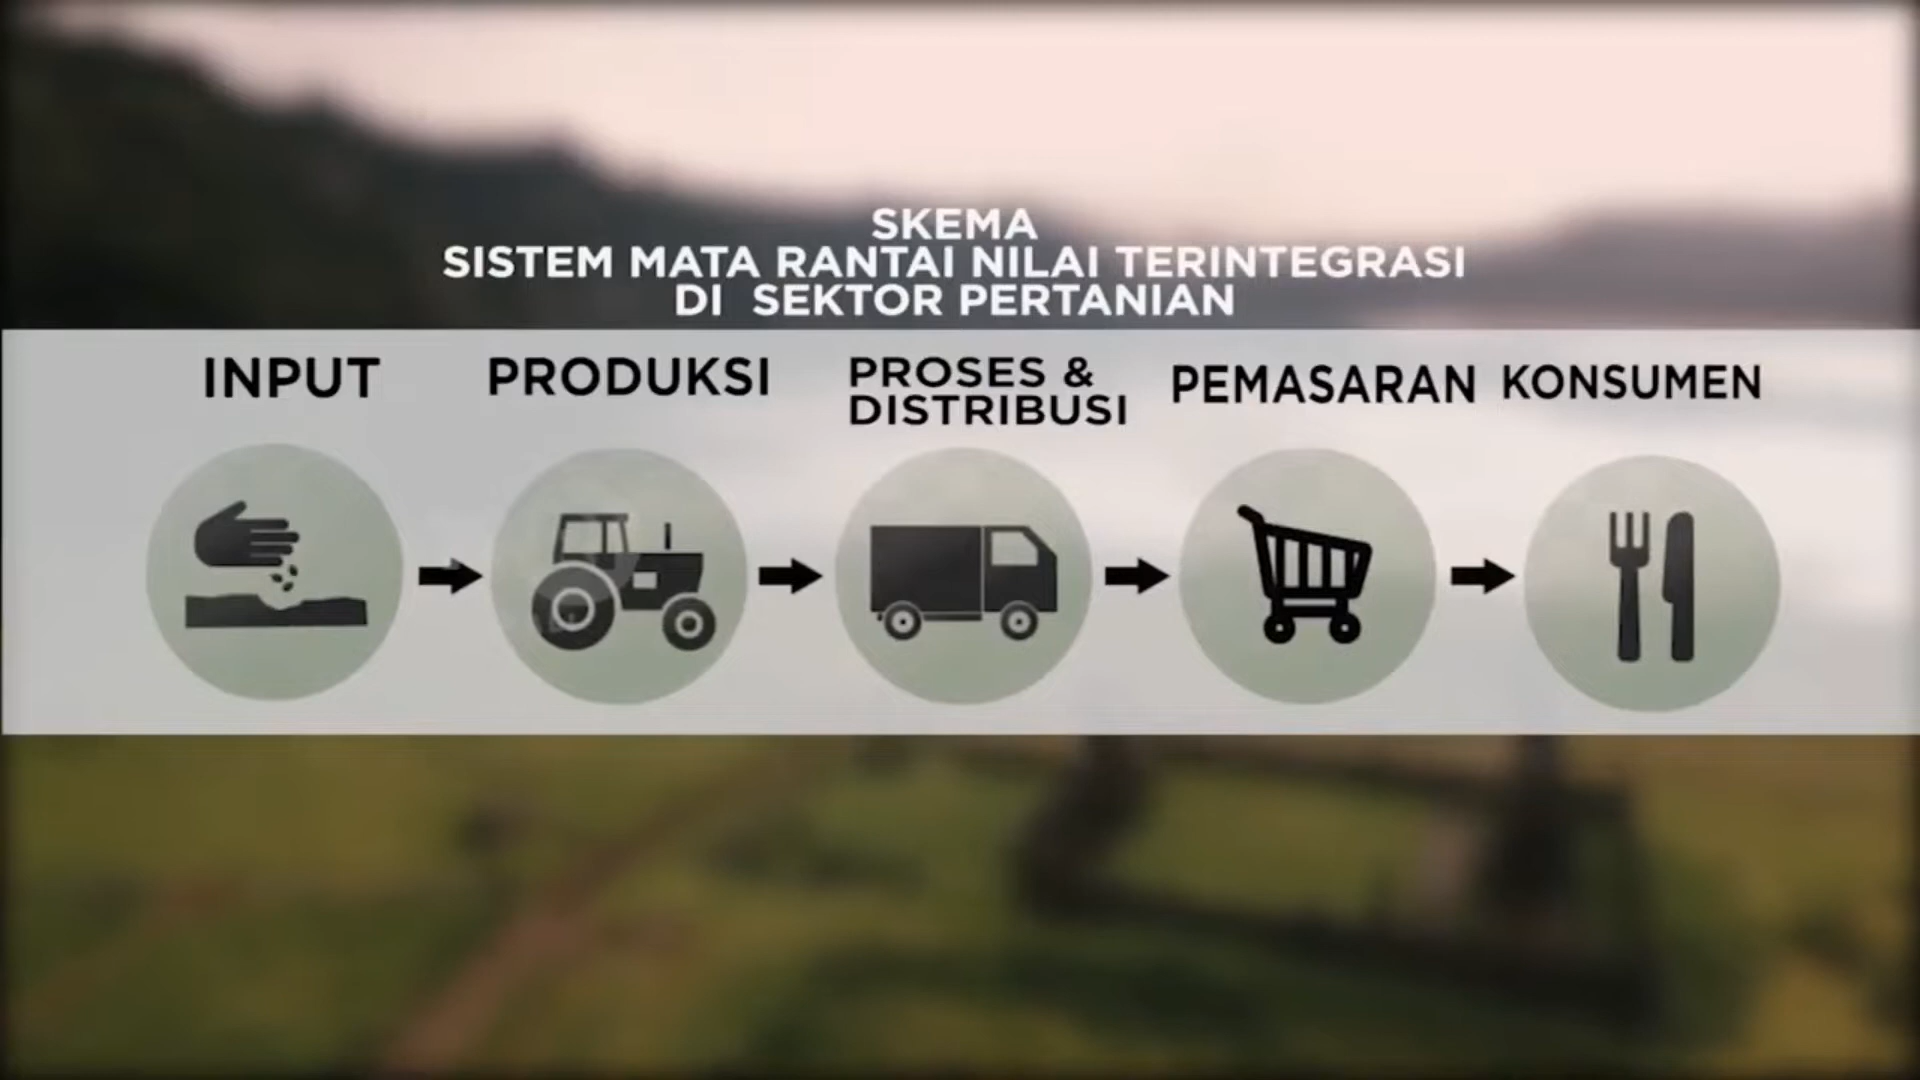 SKEMA
SISTEM MATA RANTAI NILAI TERINTEGRASI
DI SEKTOR PERTANIAN
INPUT
PRODUKSI
PROSES &
DISTRIBUSI
PEMASARAN
KONSUMEN